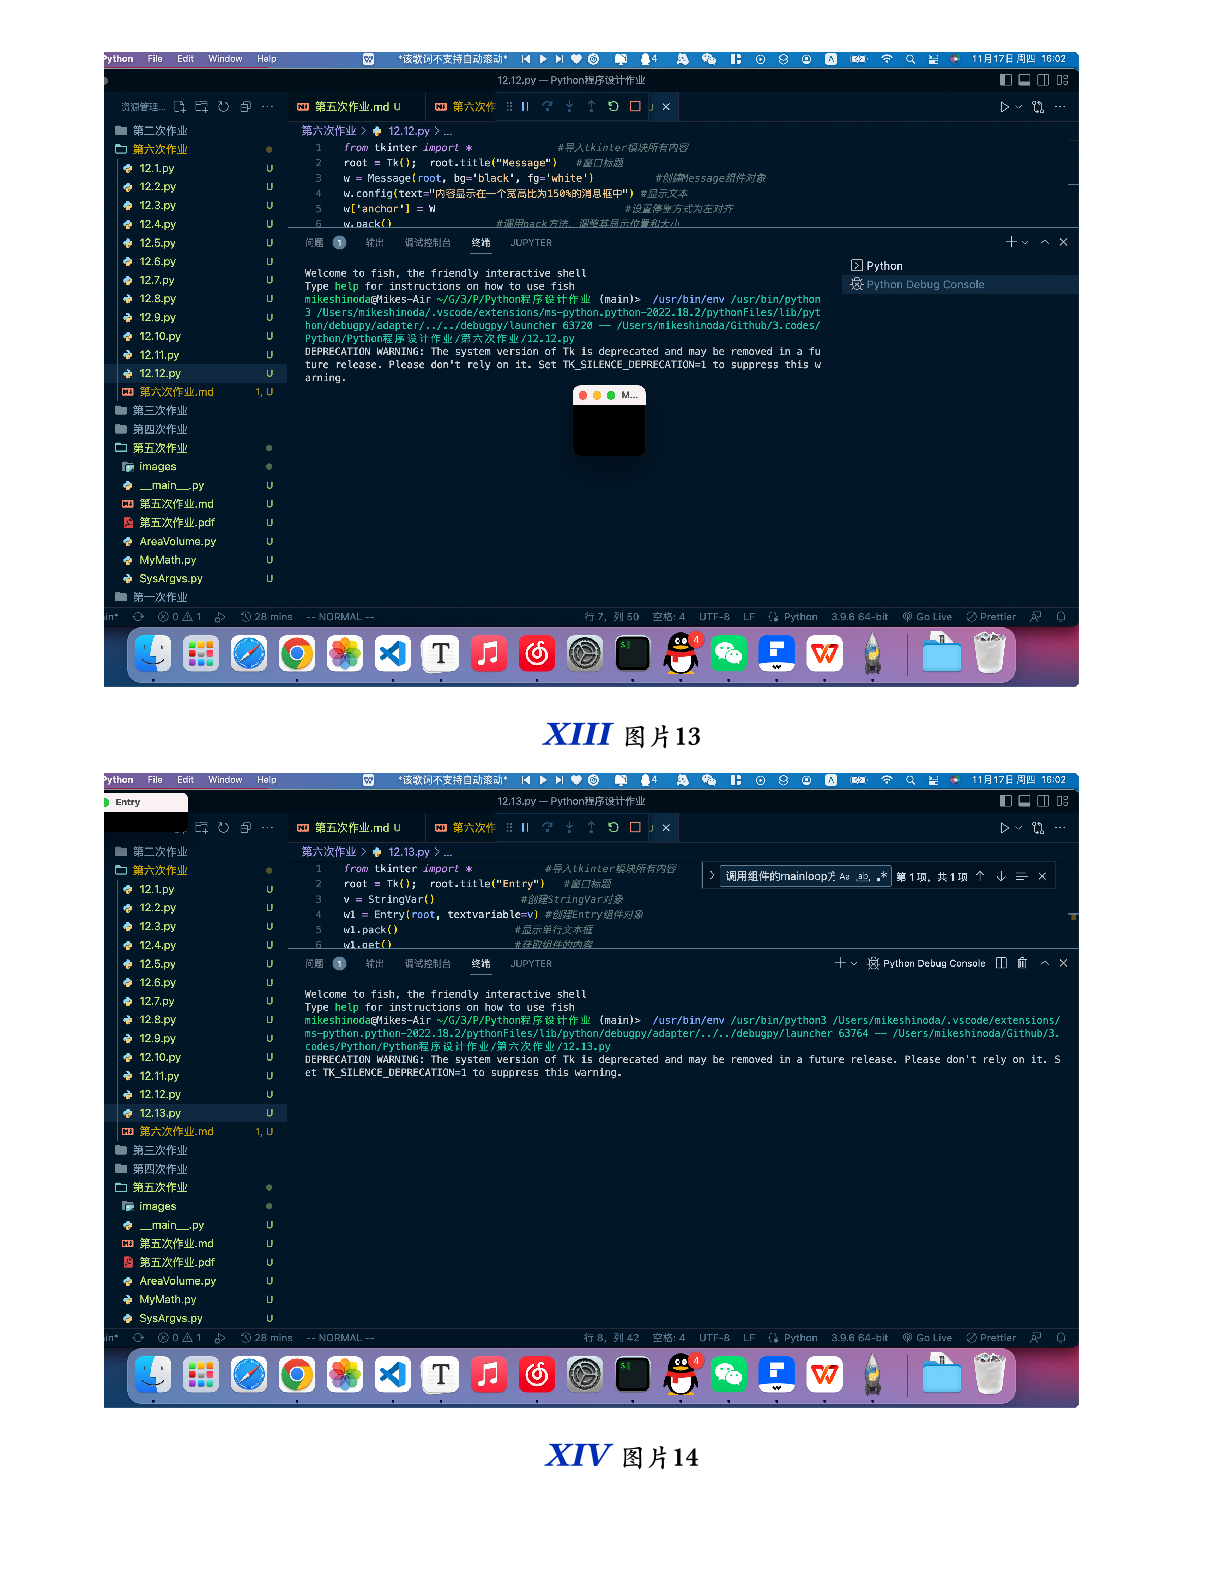 Python File Edit Window Help *该歌词不支持自动滚动* 4 A 11月17日 周四 16:02
12.12.py — Python程序设计作业
资源管理... 第五次作业.md U 第六次作
第二次作业
第六次作业
12.1.py U
12.2.py U
12.3.py U
12.4.py U
12.5.py U
12.6.py U
12.7.py U
12.8.py U
12.9.py U
12.10.py U
12.11.py U
12.12.py U
第六次作业.md 1, U
第三次作业
第四次作业
第五次作业
images
__main__.py U
第五次作业.md U
第五次作业.pdf U
AreaVolume.py U
MyMath.py U
SysArgvs.py U
第一次作业
第六次作业 > 12.12.py > ...
1 from tkinter import * #导入tkinter模块所有内容
2 root = Tk(); root.title("Message") #窗口标题
3 w = Message(root, bg='black', fg='white') #创建Message组件对象
4 w.config(text="内容显示在一个宽高比为150%的消息框中") #显示文本
5 w['anchor'] = W #设置停靠方式为左对齐
6 w.pack() #调用pack方法，调整其显示位置和大小
问题 1 输出 调试控制台 终端 JUPYTER
Python
Python Debug Console
Welcome to fish, the friendly interactive shell
Type help for instructions on how to use fish
mikeshinoda@Mikes-Air ~/G/3/P/Python程序设计作业 (main)> /usr/bin/env /usr/bin/python
3 /Users/mikeshinoda/.vscode/extensions/ms-python.python-2022.18.2/pythonFiles/lib/pyt
hon/debugpy/adapter/../../debugpy/launcher 63720 -- /Users/mikeshinoda/Github/3.codes/
Python/Python程序设计作业/第六次作业/12.12.py
DEPRECATION WARNING: The system version of Tk is deprecated and may be removed in a fu
ture release. Please don't rely on it. Set TK_SILENCE_DEPRECATION=1 to suppress this w
arning.
M...
in* 0 1 28 mins -- NORMAL -- 行 7，列 50 空格: 4 UTF-8 LF Python 3.9.6 64-bit Go Live Prettier
4
XIII 图片13
Python File Edit Window Help *该歌词不支持自动滚动* 4 A 11月17日 周四 16:02
Entry
12.13.py — Python程序设计作业
第五次作业.md U 第六次作
第二次作业
第六次作业
12.1.py U
12.2.py U
12.3.py U
12.4.py U
12.5.py U
12.6.py U
12.7.py U
12.8.py U
12.9.py U
12.10.py U
12.11.py U
12.12.py U
12.13.py U
第六次作业.md 1, U
第三次作业
第四次作业
第五次作业
images
__main__.py U
第五次作业.md U
第五次作业.pdf U
AreaVolume.py U
MyMath.py U
SysArgvs.py U
第六次作业 > 12.13.py > ...
1 from tkinter import * #导入tkinter模块所有内容
2 root = Tk(); root.title("Entry") #窗口标题
3 v = StringVar() #创建StringVar对象
4 w1 = Entry(root, textvariable=v) #创建Entry组件对象
5 w1.pack() #显示单行文本框
6 w1.get() #获取组件的内容
调用组件的mainloop方 Aa ab .* 第 1 项，共 1 项
问题 1 输出 调试控制台 终端 JUPYTER Python Debug Console
Welcome to fish, the friendly interactive shell
Type help for instructions on how to use fish
mikeshinoda@Mikes-Air ~/G/3/P/Python程序设计作业 (main)> /usr/bin/env /usr/bin/python3 /Users/mikeshinoda/.vscode/extensions/
ms-python.python-2022.18.2/pythonFiles/lib/python/debugpy/adapter/../../debugpy/launcher 63764 -- /Users/mikeshinoda/Github/3.
codes/Python/Python程序设计作业/第六次作业/12.13.py
DEPRECATION WARNING: The system version of Tk is deprecated and may be removed in a future release. Please don't rely on it. S
et TK_SILENCE_DEPRECATION=1 to suppress this warning.
in* 0 1 28 mins -- NORMAL -- 行 8，列 42 空格: 4 UTF-8 LF Python 3.9.6 64-bit Go Live Prettier
4
XIV 图片14